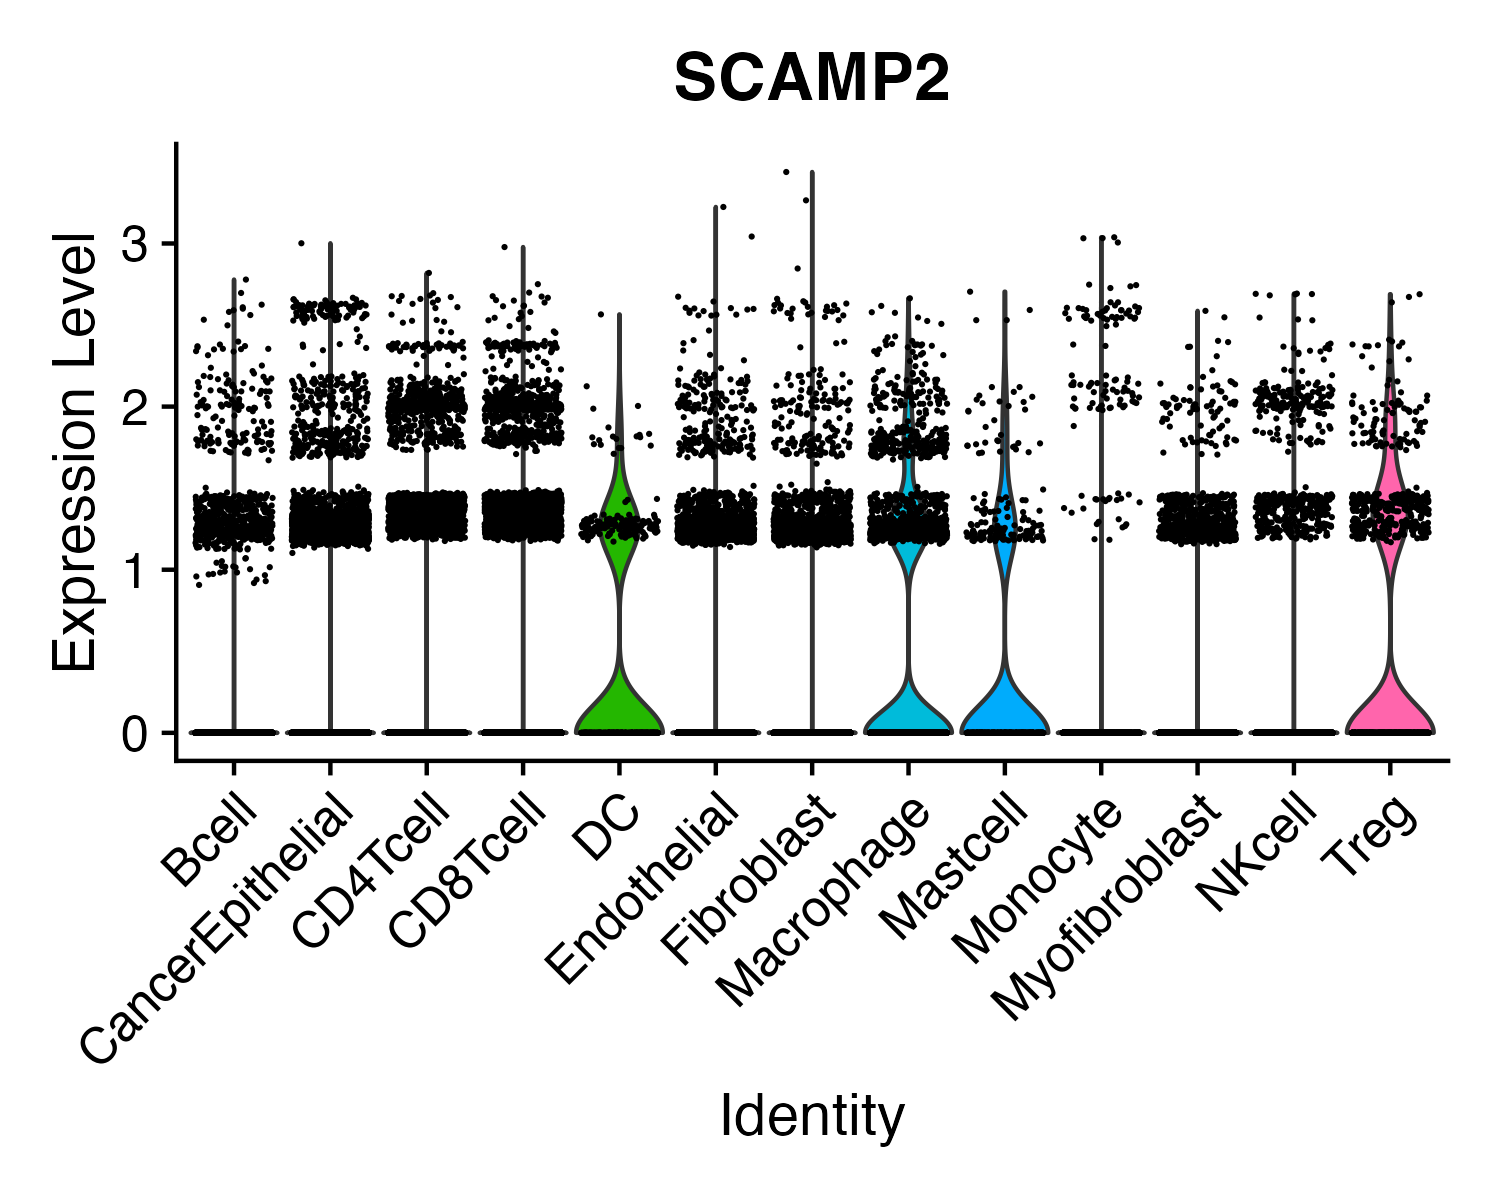 SCAMP2
Expression Level
3
2
1
0
Bcell
CancerEpithelial
CD4Tcell
CD8Tcell
DC
Endothelial
Fibroblast
Macrophage
Mastcell
Monocyte
Myofibroblast
NKcell
Treg
Identity